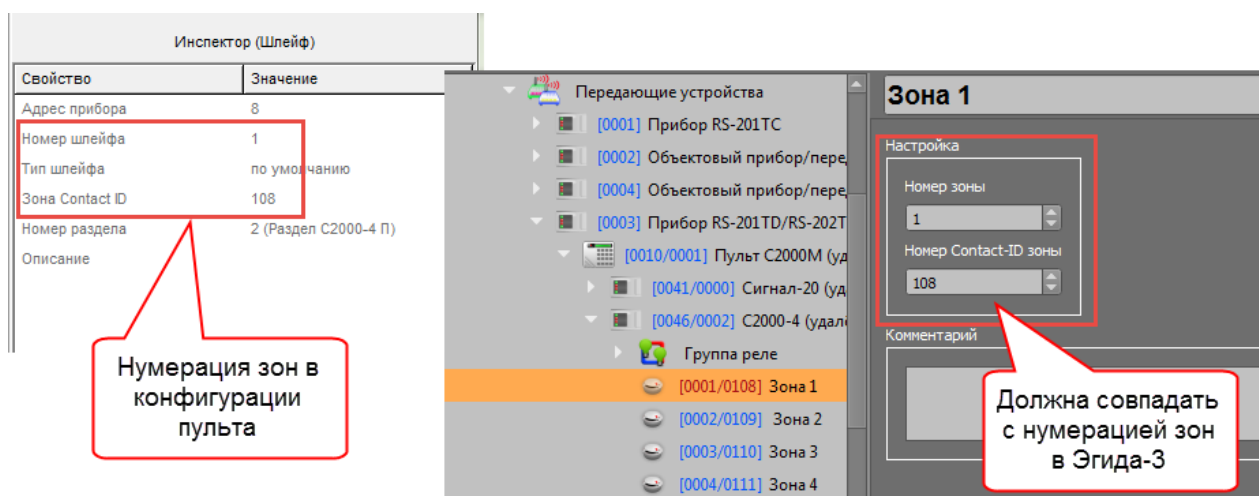 Инспектор (Шлейф)
Свойство Значение
Адрес прибора 8
Номер шлейфа 1
Тип шлейфа по умолчанию
Зона Contact ID 108
Номер раздела 2 (Раздел С2000-4 П)
Описание
Нумерация зон в
конфигурации
пульта
Передающие устройства
[0001] Прибор RS-201TC
[0002] Объектовый прибор/пере
[0004] Объектовый прибор/пере
[0003] Прибор RS-201TD/RS-202T
[0010/0001] Пульт С2000М (уд
[0041/0000] Сигнал-20 (уд
[0046/0002] С2000-4 (удал
Группа реле
[0001/0108] Зона 1
[0002/0109] Зона 2
[0003/0110] Зона 3
[0004/0111] Зона 4
Зона 1
Настройка
Номер зоны
1
Номер Contact-ID зоны
108
Комментарий
Должна совпадать
с нумерацией зон
в Эгида-3